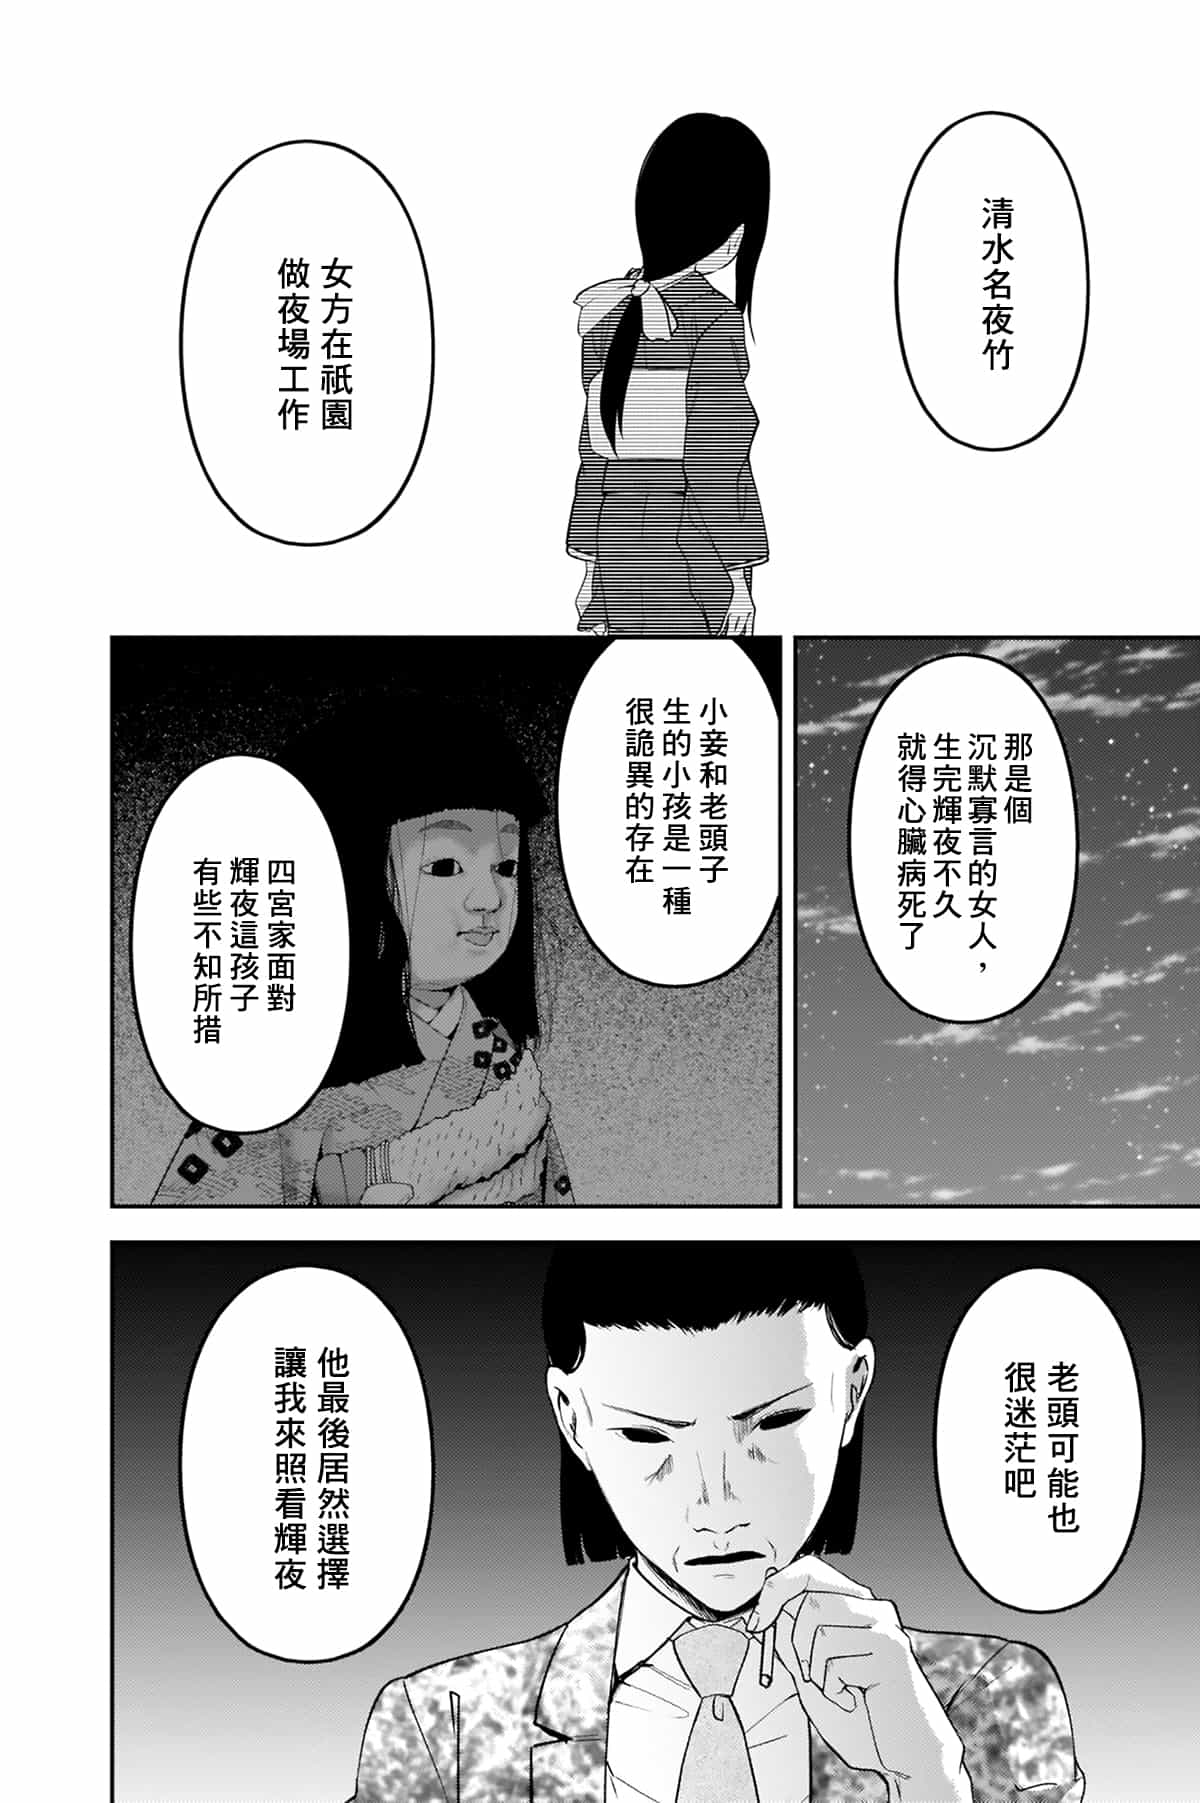 清水名夜竹
女方在祇園
做夜場工作
那是個
沉默寡言的女人，
生完輝夜不久
就得心臟病死了
小妾和老頭子
生的小孩是一種
很詭異的存在
四宮家面對
輝夜這孩子
有些不知所措
老頭可能也
很迷茫吧
他最後居然選擇
讓我來照看輝夜